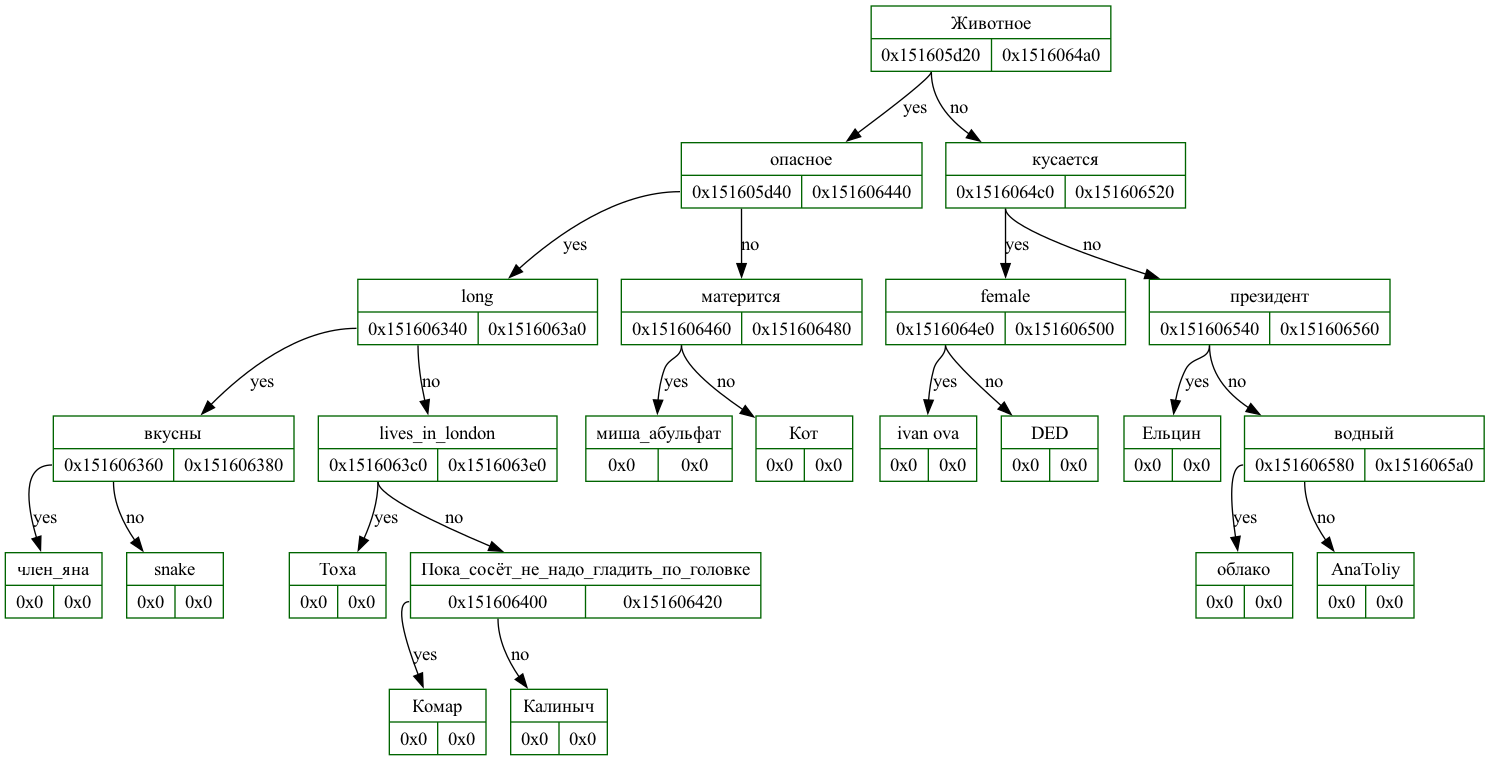 Животное
0x151605d20 0x1516064a0
yes no
опасное кусается
0x151605d40 0x151606440 0x1516064c0 0x151606520
yes no yes no
long матерится female президент
0x151606340 0x1516063a0 0x151606460 0x151606480 0x1516064e0 0x151606500 0x151606540 0x151606560
yes no yes no yes no yes no
вкусны lives_in_london миша_абульфат Кот ivan ova DED Ельцин водный
0x151606360 0x151606380 0x1516063c0 0x1516063e0 0x0 0x0 0x0 0x0 0x0 0x0 0x0 0x0 0x0 0x0 0x151606580 0x1516065a0
yes no yes no yes no
член_яна snake Тоха Пока_сосёт_не_надо_гладить_по_головке облако AnaToliy
0x0 0x0 0x0 0x0 0x0 0x0 0x151606400 0x151606420 0x0 0x0 0x0 0x0
yes no
Комар Калиныч
0x0 0x0 0x0 0x0